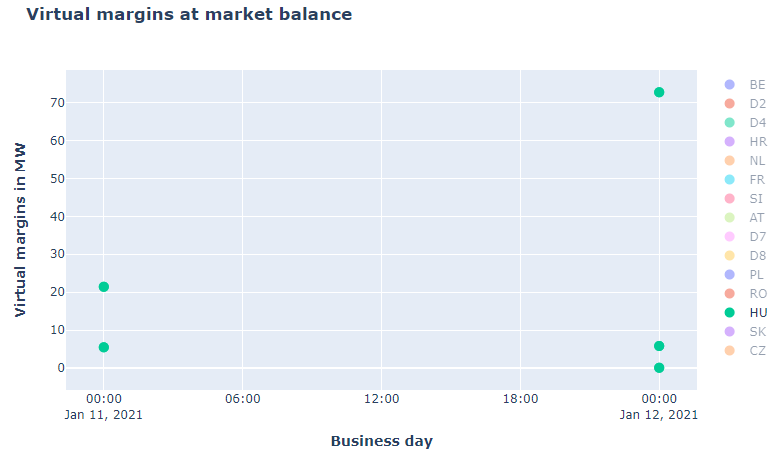 Virtual margins at market balance
Virtual margins in MW
70
60
50
40
30
20
10
0
00:00
Jan 11, 2021
06:00
12:00
18:00
00:00
Jan 12, 2021
Business day
BE
D2
D4
HR
NL
FR
SI
AT
D7
D8
PL
RO
HU
SK
CZ